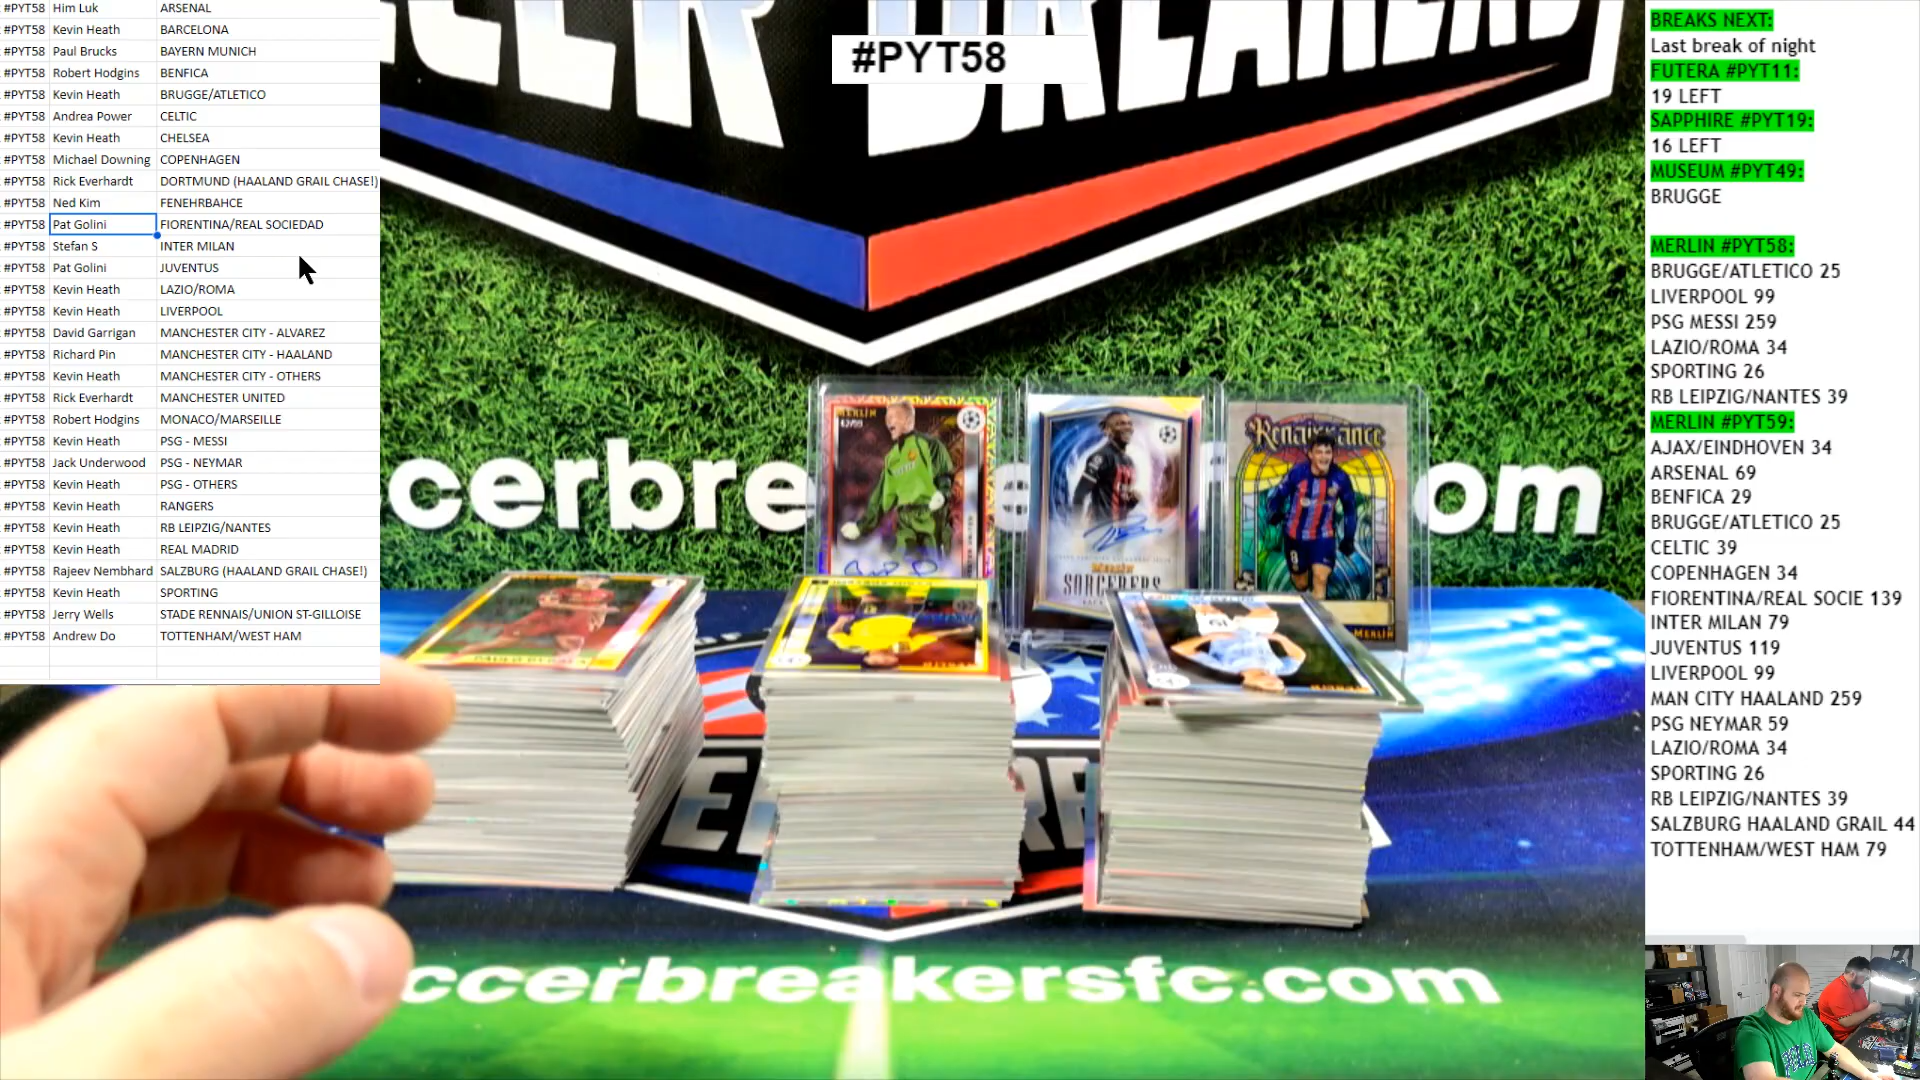 #PYT58 Him Luk ARSENAL
#PYT58 Kevin Heath BARCELONA
#PYT58 Paul Brucks BAYERN MUNICH
#PYT58 Robert Hodgins BENFICA
#PYT58 Kevin Heath BRUGGE/ATLETICO
#PYT58 Andrea Power CELTIC
#PYT58 Kevin Heath CHELSEA
#PYT58 Michael Downing COPENHAGEN
#PYT58 Rick Everhardt DORTMUND (HAALAND GRAIL CHASE!)
#PYT58 Ned Kim FENEHRBAHCE
#PYT58 Pat Golini FIORENTINA/REAL SOCIEDAD
#PYT58 Stefan S INTER MILAN
#PYT58 Pat Golini JUVENTUS
#PYT58 Kevin Heath LAZIO/ROMA
#PYT58 Kevin Heath LIVERPOOL
#PYT58 David Garrigan MANCHESTER CITY - ALVAREZ
#PYT58 Richard Pin MANCHESTER CITY - HAALAND
#PYT58 Kevin Heath MANCHESTER CITY - OTHERS
#PYT58 Rick Everhardt MANCHESTER UNITED
#PYT58 Robert Hodgins MONACO/MARSEILLE
#PYT58 Kevin Heath PSG - MESSI
#PYT58 Jack Underwood PSG - NEYMAR
#PYT58 Kevin Heath PSG - OTHERS
#PYT58 Kevin Heath RANGERS
#PYT58 Kevin Heath RB LEIPZIG/NANTES
#PYT58 Kevin Heath REAL MADRID
#PYT58 Rajeev Nembhard SALZBURG (HAALAND GRAIL CHASE!)
#PYT58 Kevin Heath SPORTING
#PYT58 Jerry Wells STADE RENNAIS/UNION ST-GILLOISE
#PYT58 Andrew Do TOTTENHAM/WEST HAM
#PYT58
MERLIN
Renaissance
cerbre om
Merlin
SORCERERS
MERLIN
ccerbreakersfc.com
BREAKS NEXT:
Last break of night
FUTERA #PYT11:
19 LEFT
SAPPHIRE #PYT19:
16 LEFT
MUSEUM #PYT49:
BRUGGE
MERLIN #PYT58:
BRUGGE/ATLETICO 25
LIVERPOOL 99
PSG MESSI 259
LAZIO/ROMA 34
SPORTING 26
RB LEIPZIG/NANTES 39
MERLIN #PYT59:
AJAX/EINDHOVEN 34
ARSENAL 69
BENFICA 29
BRUGGE/ATLETICO 25
CELTIC 39
COPENHAGEN 34
FIORENTINA/REAL SOCIE 139
INTER MILAN 79
JUVENTUS 119
LIVERPOOL 99
MAN CITY HAALAND 259
PSG NEYMAR 59
LAZIO/ROMA 34
SPORTING 26
RB LEIPZIG/NANTES 39
SALZBURG HAALAND GRAIL 44
TOTTENHAM/WEST HAM 79